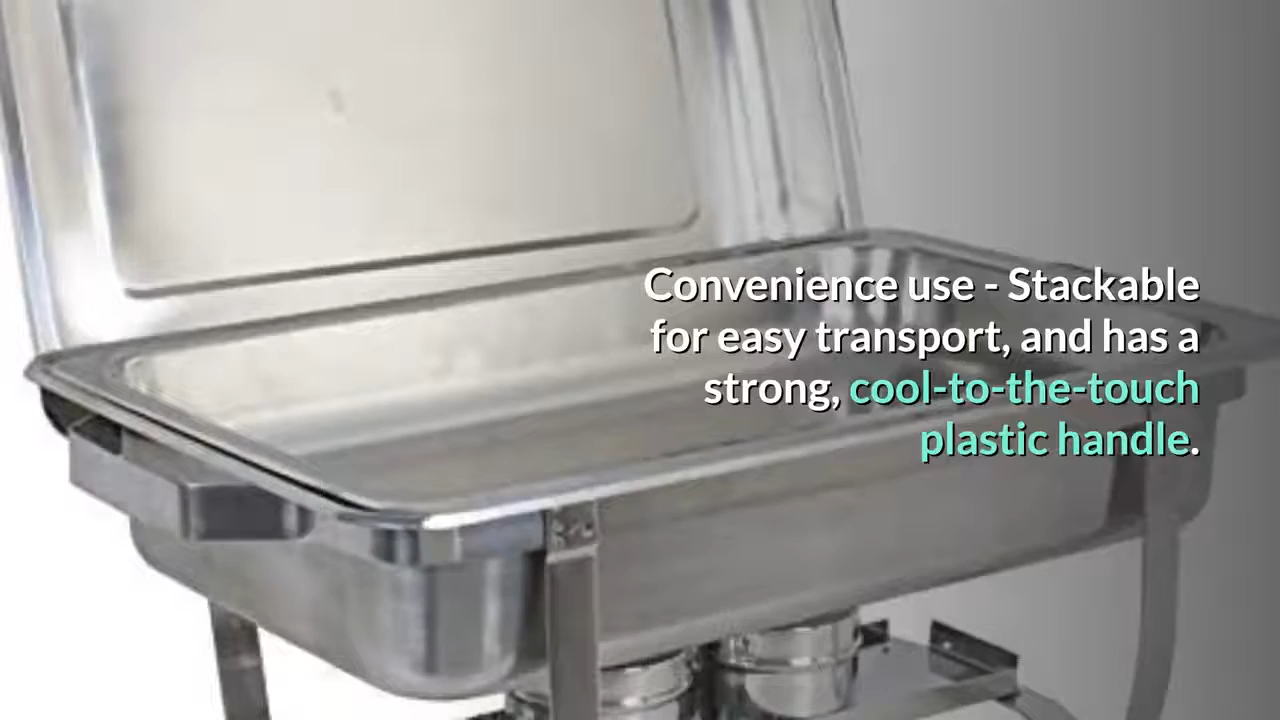 Convenience use - Stackable
for easy transport, and has a
strong, cool-to-the-touch
plastic handle.